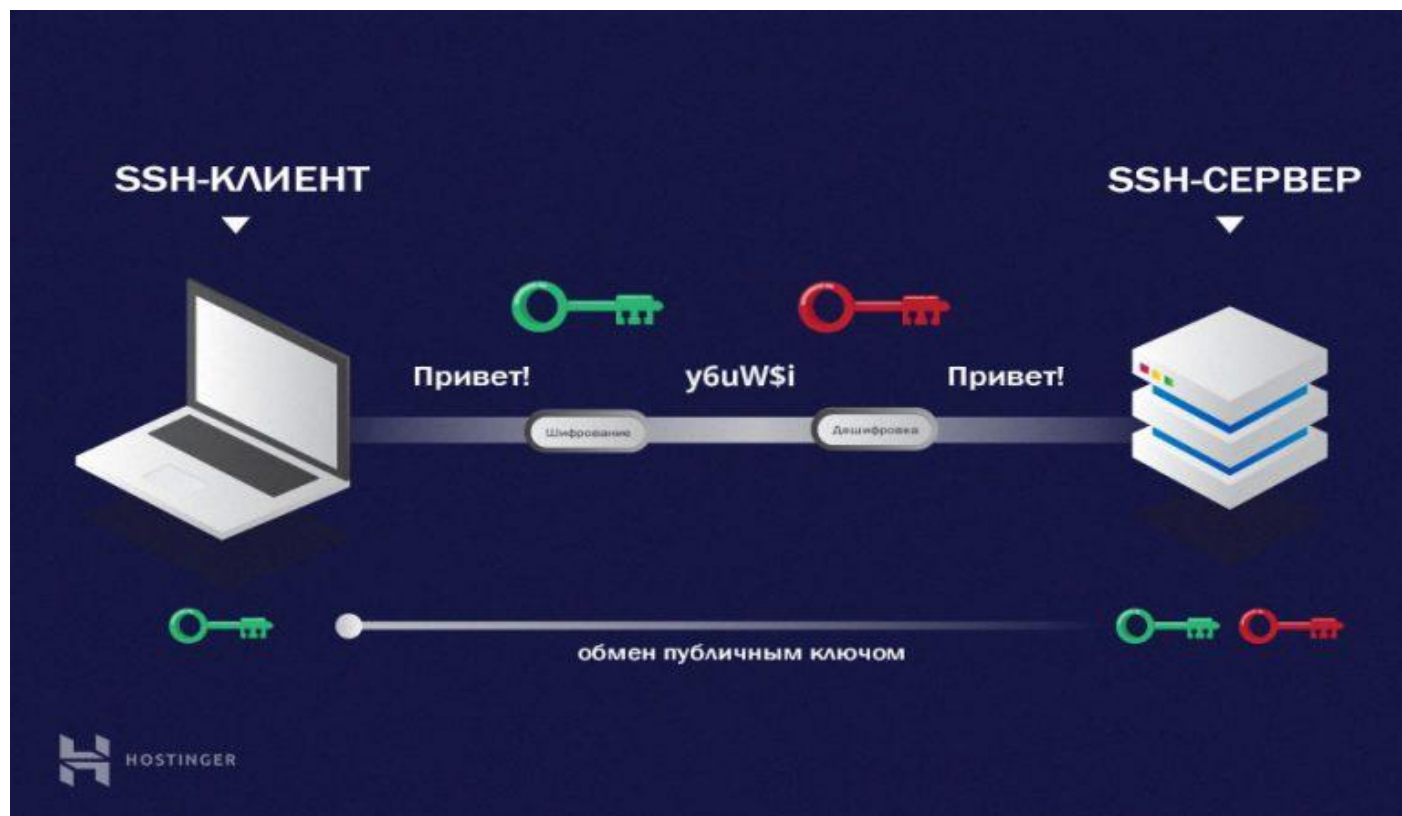 SSH-КЛИЕНТ
SSH-СЕРВЕР
Привет!
y6uW$i
Привет!
Шифрование
Дешифровка
обмен публичным ключом
HOSTINGER